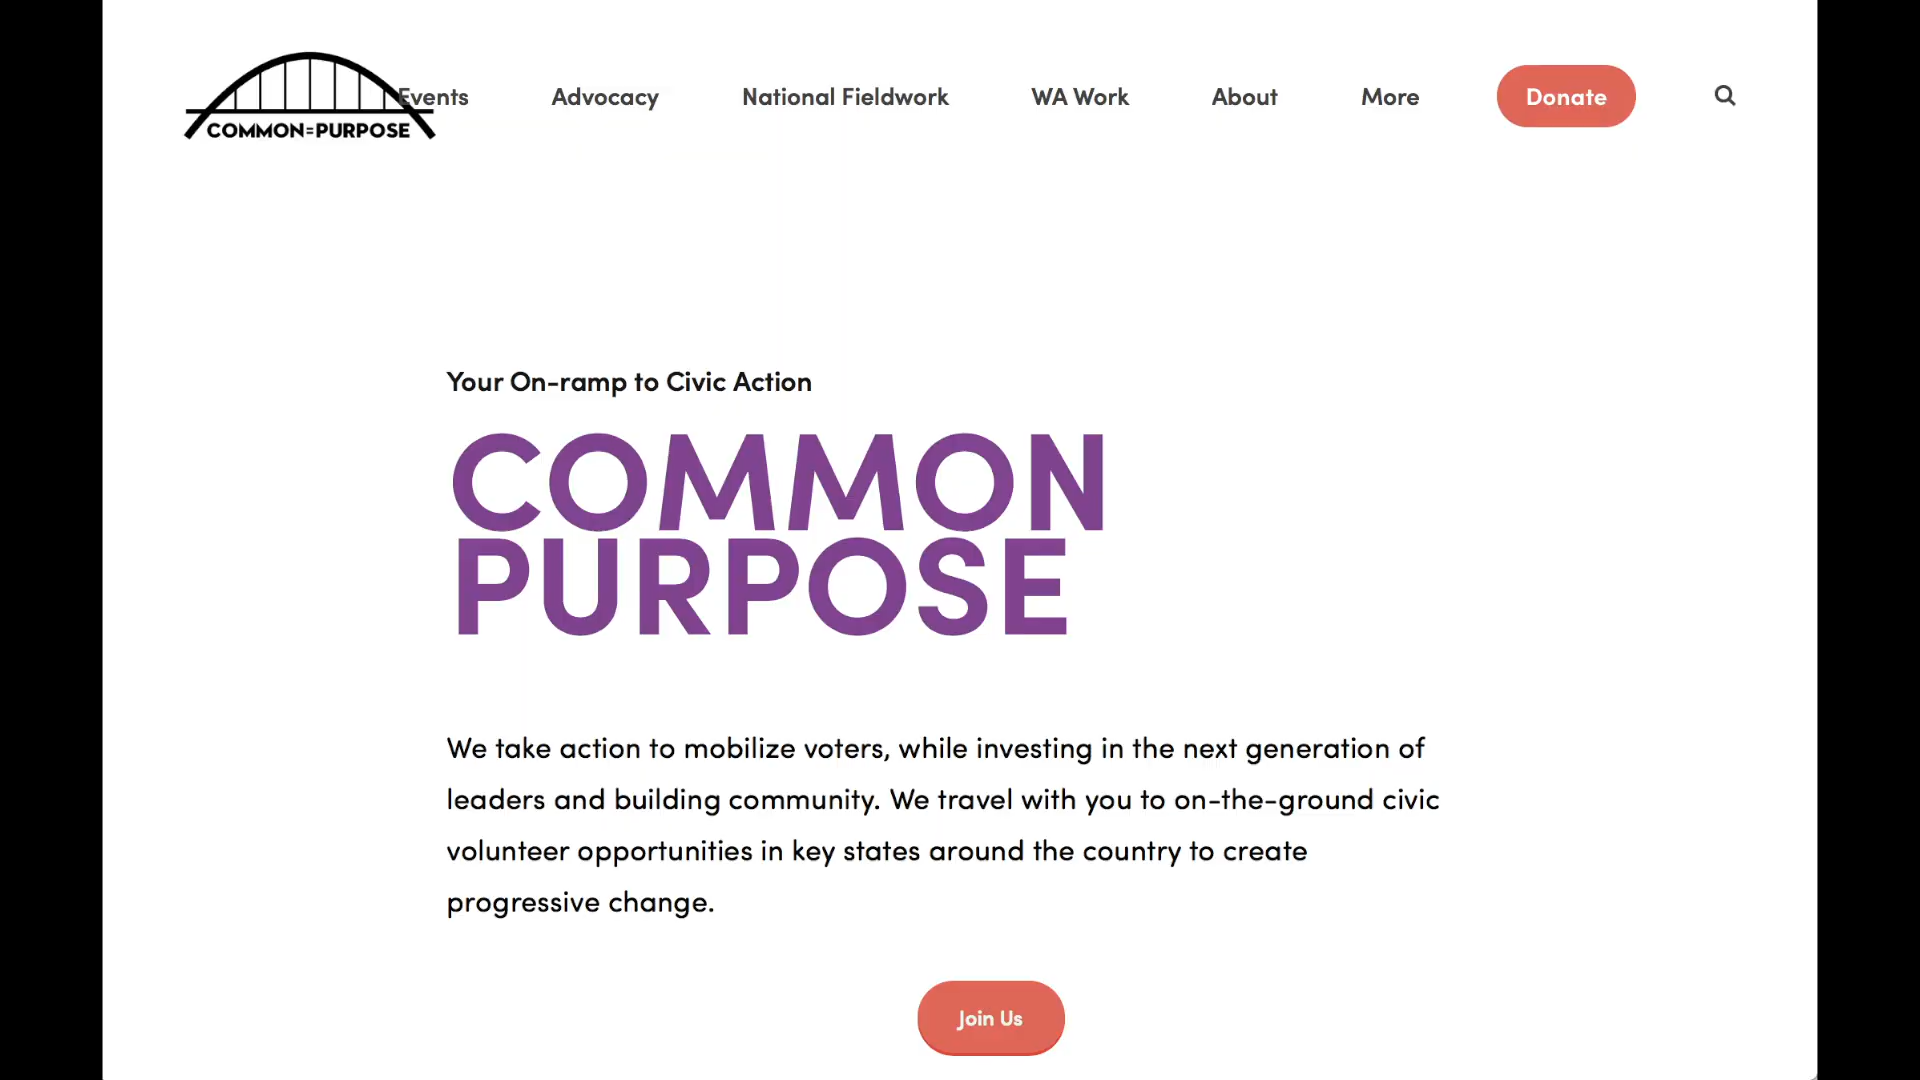 COMMON=PURPOSE
Events
Advocacy
National Fieldwork
WA Work
About
More
Donate
Your On-ramp to Civic Action
COMMON
PURPOSE
We take action to mobilize voters, while investing in the next generation of
leaders and building community. We travel with you to on-the-ground civic
volunteer opportunities in key states around the country to create
progressive change.
Join Us